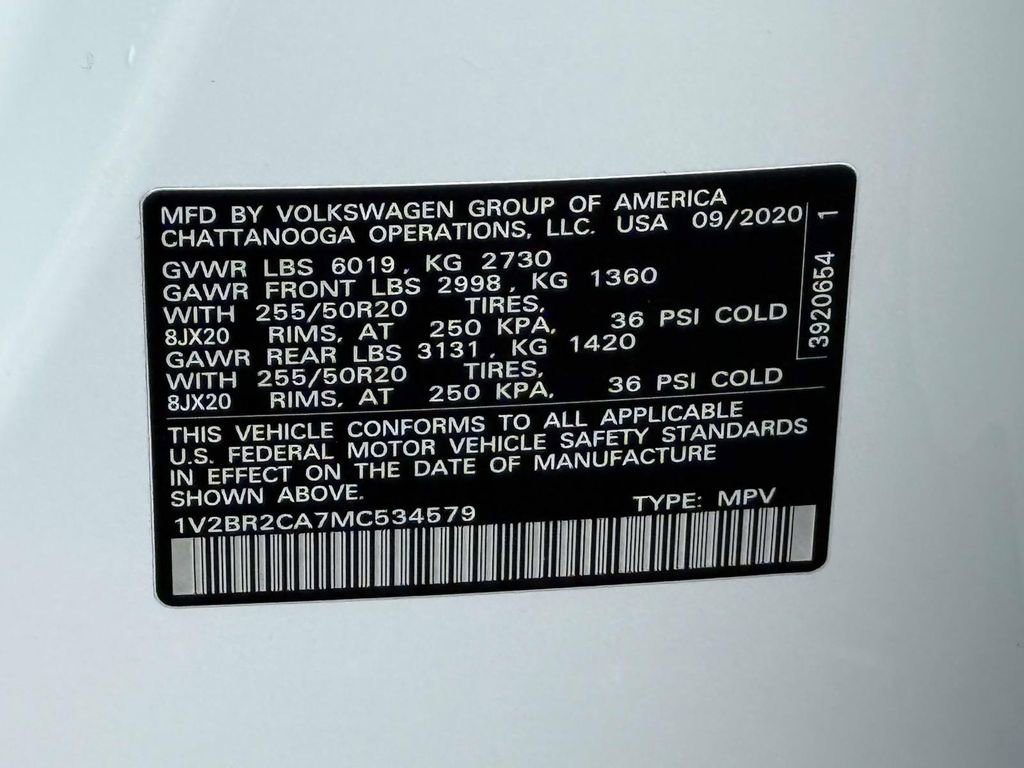 MFD BY VOLKSWAGEN GROUP OF AMERICA
CHATTANOOGA OPERATIONS, LLC. USA 09/2020
GVWR LBS 6019, KG 2730
GAWR FRONT LBS 2998, KG 1360
WITH 255/50R20 TIRES,
8JX20 RIMS, AT 250 KPA, 36 PSI COLD
GAWR REAR LBS 3131, KG 1420
WITH 255/50R20 TIRES,
8JX20 RIMS, AT 250 KPA, 36 PSI COLD
THIS VEHICLE CONFORMS TO ALL APPLICABLE
U.S. FEDERAL MOTOR VEHICLE SAFETY STANDARDS
IN EFFECT ON THE DATE OF MANUFACTURE
SHOWN ABOVE.
TYPE: MPV
1V2BR2CA7MC534579
3920654 1